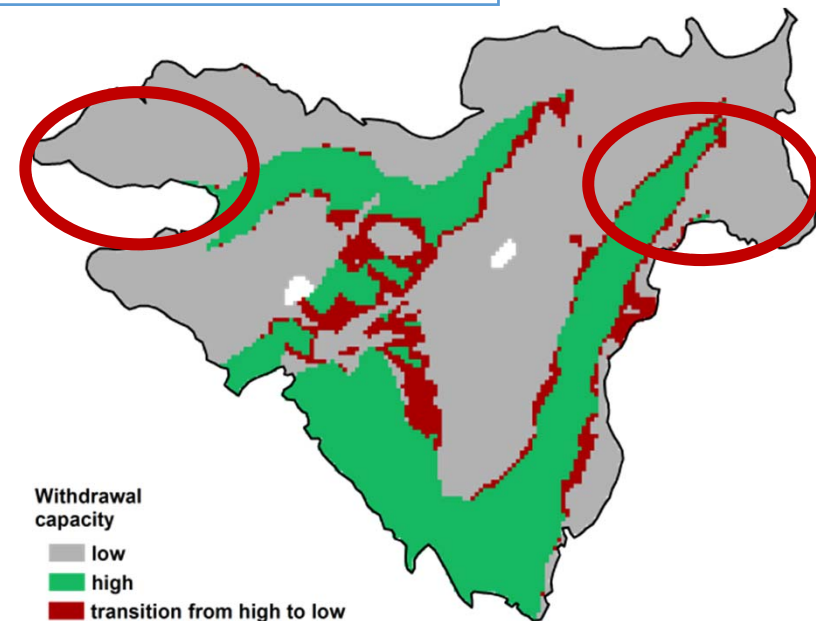 Withdrawal
capacity
low
high
transition from high to low